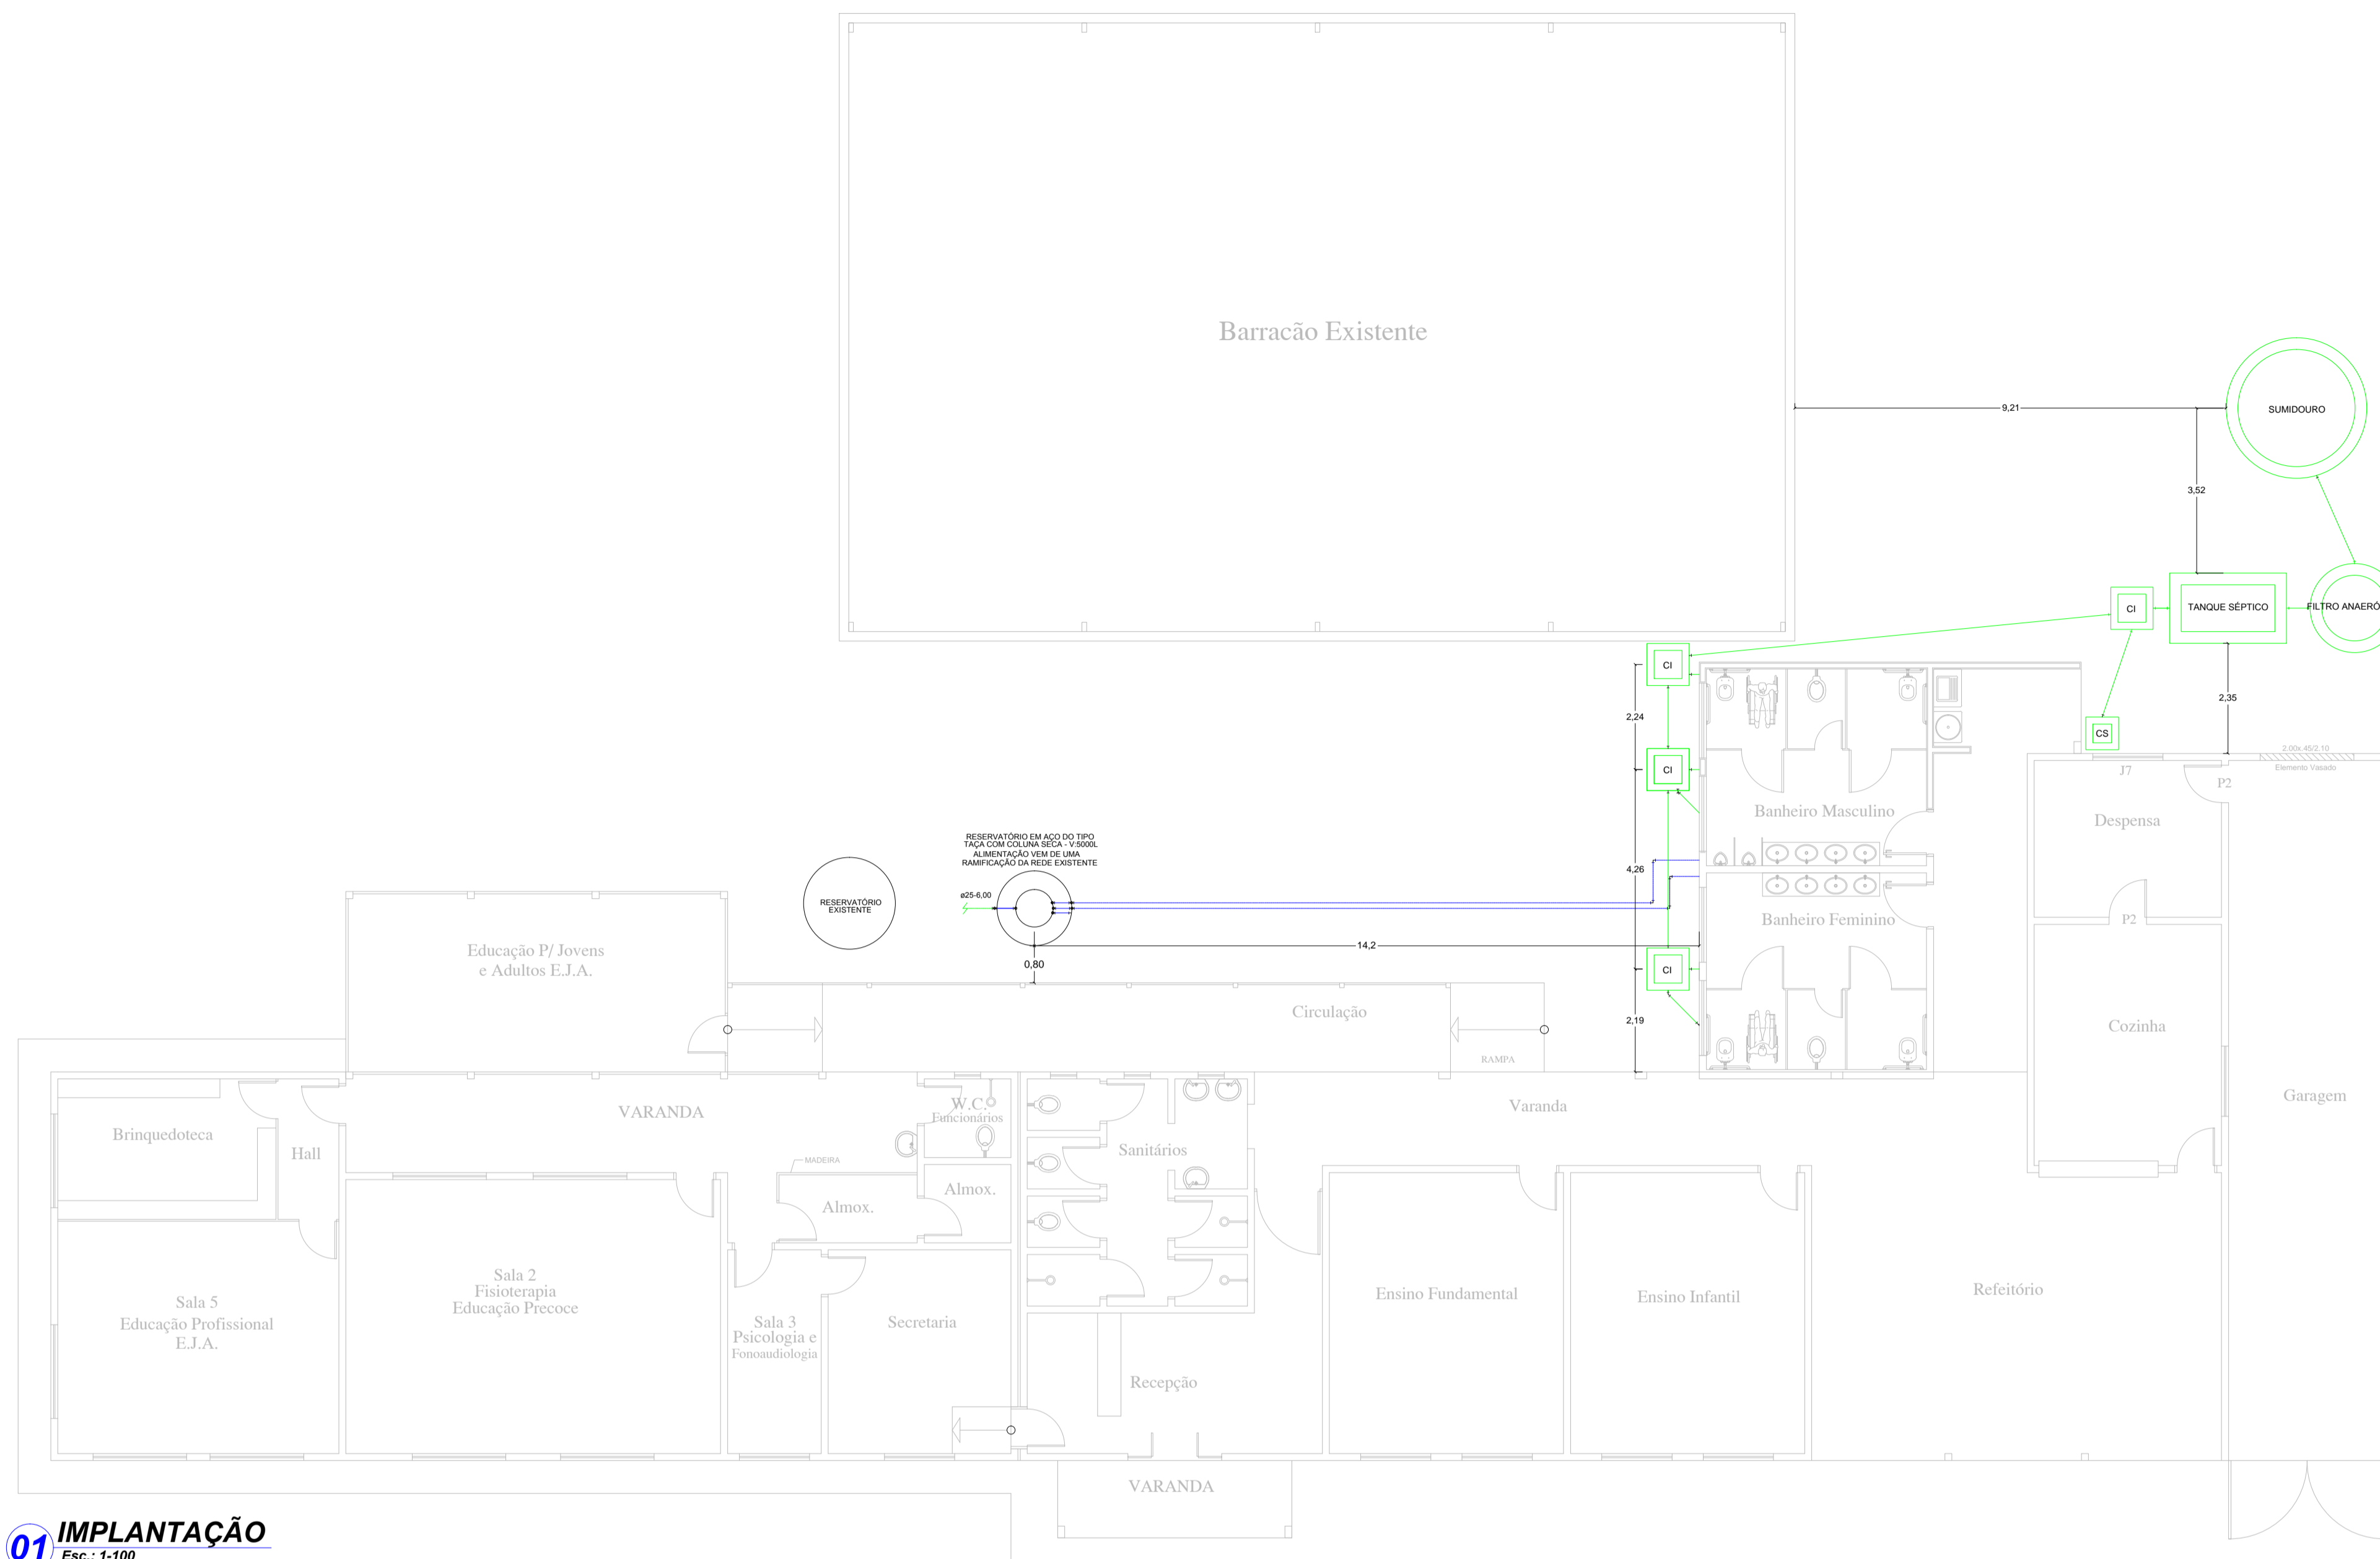 Barracão Existente
9,21
SUMIDOURO
3,52
CI
TANQUE SÉPTICO
FILTRO ANAERÓ
CI
2,24
2,35
CS
CI
2.00x.45/2.10
Elemento Vasado
J7
P2
Banheiro Masculino
Despensa
RESERVATÓRIO EM AÇO DO TIPO
TAÇA COM COLUNA SECA - V:5000L
ALIMENTAÇÃO VEM DE UMA
RAMIFICAÇÃO DA REDE EXISTENTE
4,26
ø25-6,00
RESERVATÓRIO
EXISTENTE
Banheiro Feminino
P2
14,2
Educação P/ Jovens
e Adultos E.J.A.
0,80
CI
Circulação
2,19
Cozinha
RAMPA
Garagem
VARANDA
W.C.
Funcionários
Varanda
Brinquedoteca
Hall
Sanitários
MADEIRA
Almox.
Almox.
Sala 2
Fisioterapia
Educação Precoce
Ensino Fundamental
Ensino Infantil
Refeitório
Sala 5
Educação Profissional
E.J.A.
Sala 3
Psicologia e
Fonoaudiologia
Secretaria
Recepção
VARANDA
01 IMPLANTAÇÃO
Esc.: 1-100